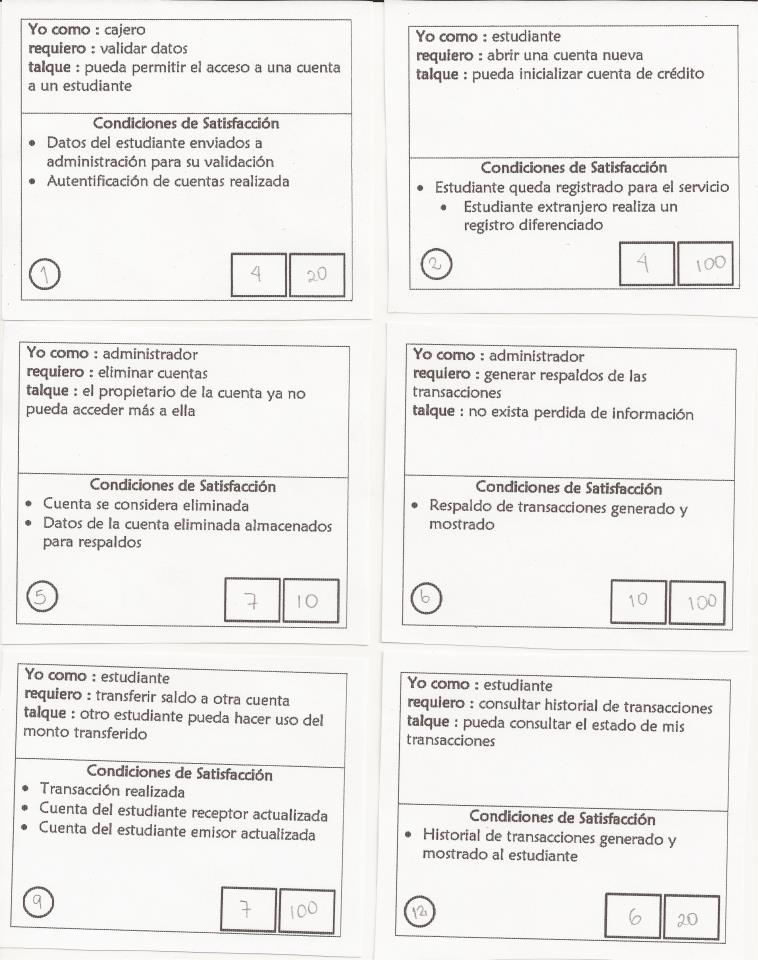 Yo como : cajero
requiero : validar datos
talque : pueda permitir el acceso a una cuenta
a un estudiante
Condiciones de Satisfacción
• Datos del estudiante enviados a
administración para su validación
• Autentificación de cuentas realizada
1 4 20
Yo como : estudiante
requiero : abrir una cuenta nueva
talque : pueda inicializar cuenta de crédito
Condiciones de Satisfacción
• Estudiante queda registrado para el servicio
• Estudiante extranjero realiza un
registro diferenciado
2 4 100
Yo como : administrador
requiero : eliminar cuentas
talque : el propietario de la cuenta ya no
pueda acceder más a ella
Condiciones de Satisfacción
• Cuenta se considera eliminada
• Datos de la cuenta eliminada almacenados
para respaldos
5 7 10
Yo como : administrador
requiero : generar respaldos de las
transacciones
talque : no exista perdida de información
Condiciones de Satisfacción
• Respaldo de transacciones generado y
mostrado
6 10 100
Yo como : estudiante
requiero : transferir saldo a otra cuenta
talque : otro estudiante pueda hacer uso del
monto transferido
Condiciones de Satisfacción
• Transacción realizada
• Cuenta del estudiante receptor actualizada
• Cuenta del estudiante emisor actualizada
9 7 100
Yo como : estudiante
requiero : consultar historial de transacciones
talque : pueda consultar el estado de mis
transacciones
Condiciones de Satisfacción
• Historial de transacciones generado y
mostrado al estudiante
12 6 20